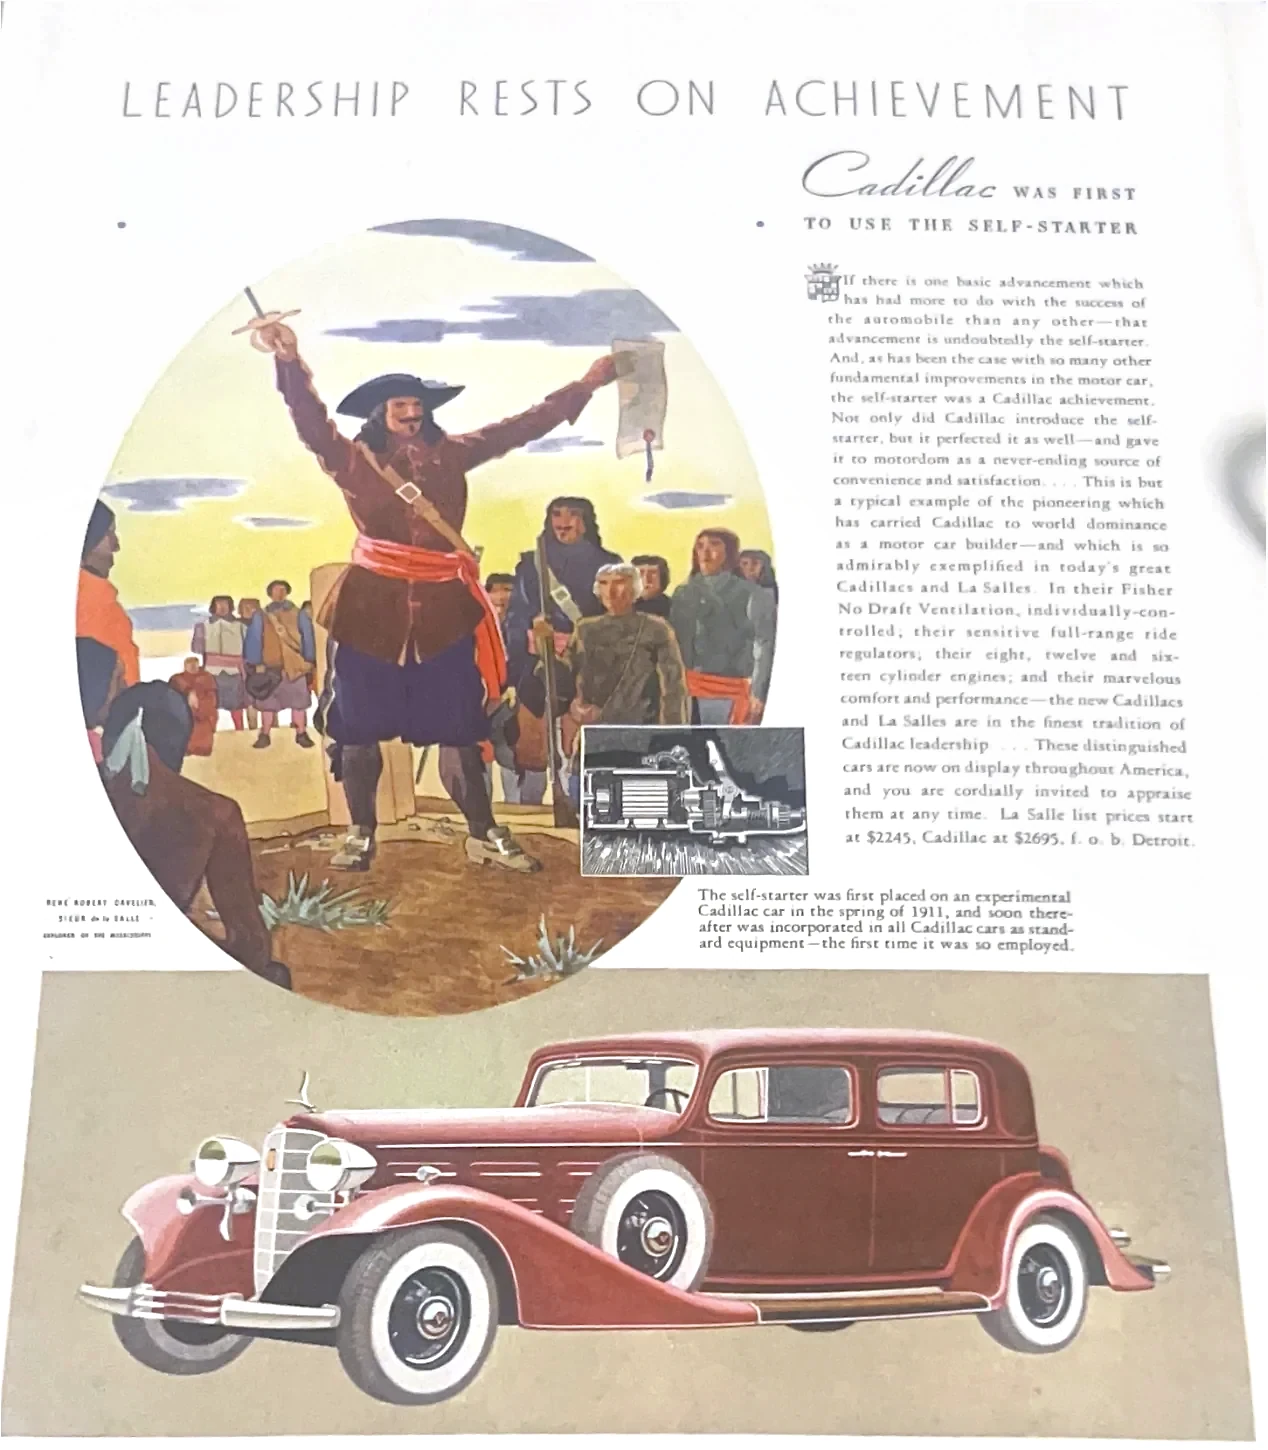 LEADERSHIP RESTS ON ACHIEVEMENT
Cadillac WAS FIRST
TO USE THE SELF-STARTER
If there is one basic advancement which
has had more to do with the success of
the automobile than any other—that
advancement is undoubtedly the self-starter.
And, as has been the case with so many other
fundamental improvements in the motor car,
the self-starter was a Cadillac achievement.
Not only did Cadillac introduce the self-
starter, but it perfected it as well—and gave
it to motordom as a never-ending source of
convenience and satisfaction. . . . This is but
a typical example of the pioneering which
has carried Cadillac to world dominance
as a motor car builder—and which is so
admirably exemplified in today's great
Cadillacs and La Salles. In their Fisher
No Draft Ventilation, individually-con-
trolled; their sensitive full-range ride
regulators; their eight, twelve and six-
teen cylinder engines; and their marvelous
comfort and performance—the new Cadillacs
and La Salles are in the finest tradition of
Cadillac leadership . . . These distinguished
cars are now on display throughout America,
and you are cordially invited to appraise
them at any time. La Salle list prices start
at $2245, Cadillac at $2695, f. o. b. Detroit.
RENÉ ROBERT CAVELIER,
SIEUR de la SALLE -
EXPLORER OF THE MISSISSIPPI
The self-starter was first placed on an experimental
Cadillac car in the spring of 1911, and soon there-
after was incorporated in all Cadillac cars as stand-
ard equipment—the first time it was so employed.